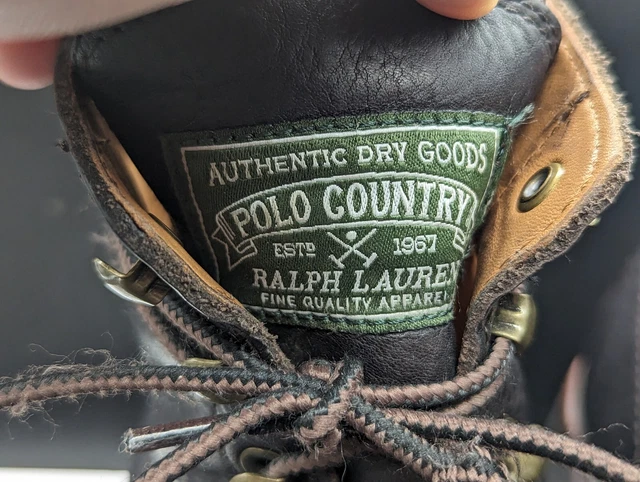 AUTHENTIC DRY GOODS
POLO COUNTRY
ESTD 1967
RALPH LAUREN
FINE QUALITY APPAREL